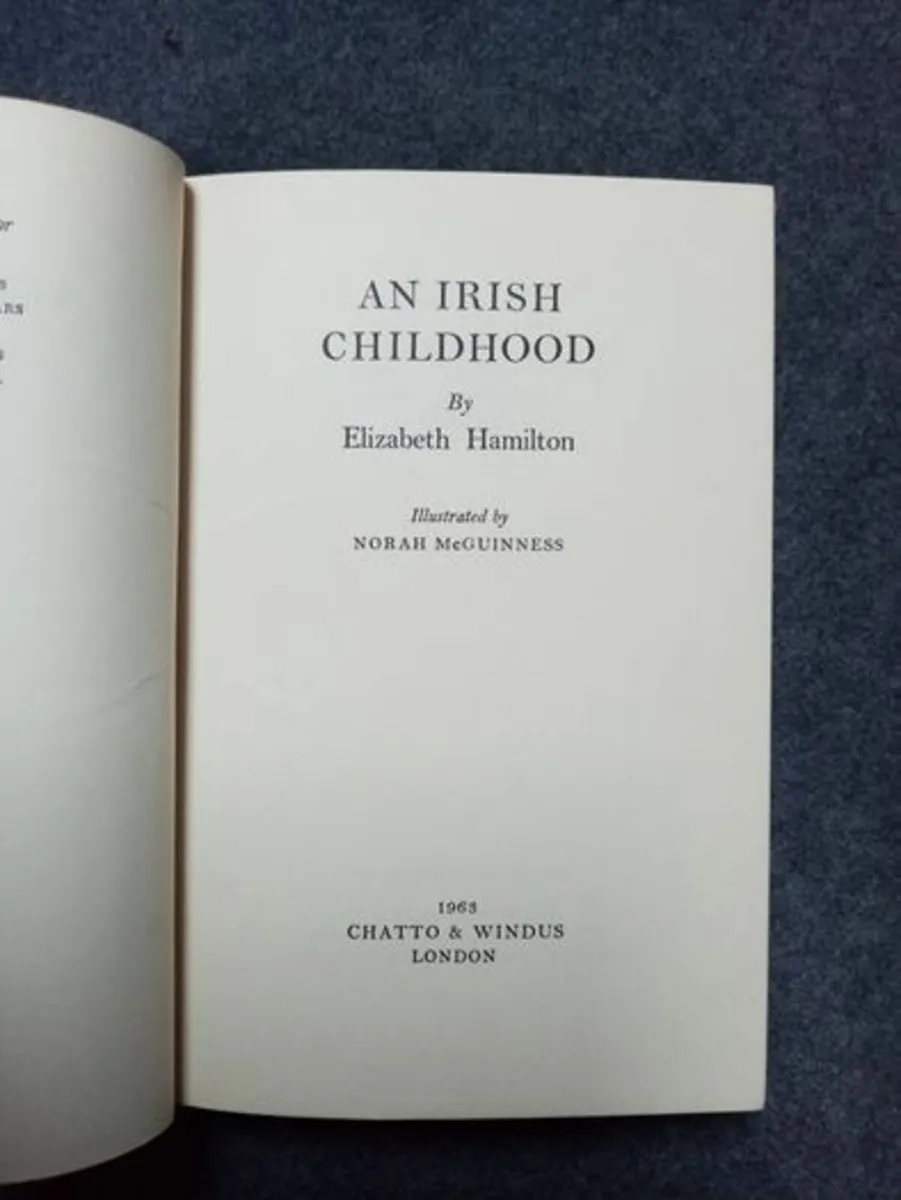 AN IRISH
CHILDHOOD
By
Elizabeth Hamilton
Illustrated by
NORAH McGUINNESS
1963
CHATTO & WINDUS
LONDON